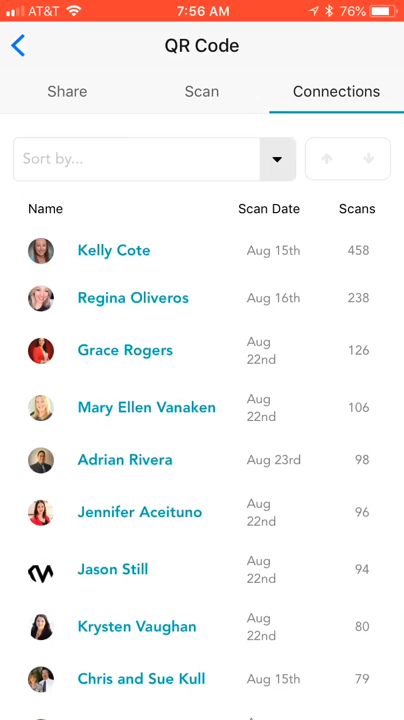 AT&T 7:56 AM 76%
QR Code
Share Scan Connections
Sort by...
Name Scan Date Scans
Kelly Cote Aug 15th 458
Regina Oliveros Aug 16th 238
Grace Rogers Aug 22nd 126
Mary Ellen Vanaken Aug 22nd 106
Adrian Rivera Aug 23rd 98
Jennifer Aceituno Aug 22nd 96
Jason Still Aug 22nd 94
Krysten Vaughan Aug 22nd 80
Chris and Sue Kull Aug 15th 79